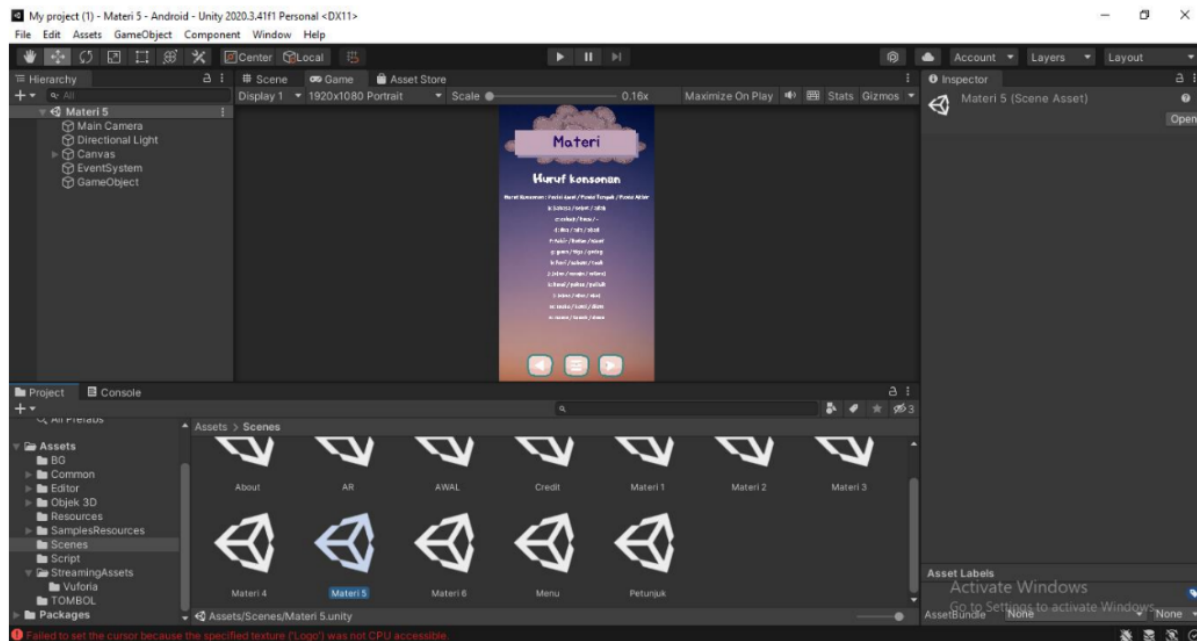 My project (1) - Materi 5 - Android - Unity 2020.3.41f1 Personal <DX11>
File Edit Assets GameObject Component Window Help
Center Local Account Layers Layout
Hierarchy
Scene Game Asset Store
Inspector
All
Display 1 1920x1080 Portrait Scale 0.16x Maximize On Play Stats Gizmos
Materi 5 (Scene Asset)
Open
Materi 5
Main Camera
Directional Light
Canvas
EventSystem
GameObject
Materi
Huruf konsonan
Project Console
3
All Prefabs
Assets > Scenes
Assets
BG
Common
Editor
Objek 3D
Resources
SamplesResources
Scenes
Script
StreamingAssets
Vuforia
TOMBOL
Packages
About AR AWAL Credit Materi 1 Materi 2 Materi 3
Materi 4 Materi 5 Materi 6 Menu Petunjuk
Assets/Scenes/Materi 5.unity
Asset Labels
Activate Windows
Go to Settings to activate Windows.
AssetBundle None None
Failed to set the cursor because the specified texture ('Logo') was not CPU accessible.